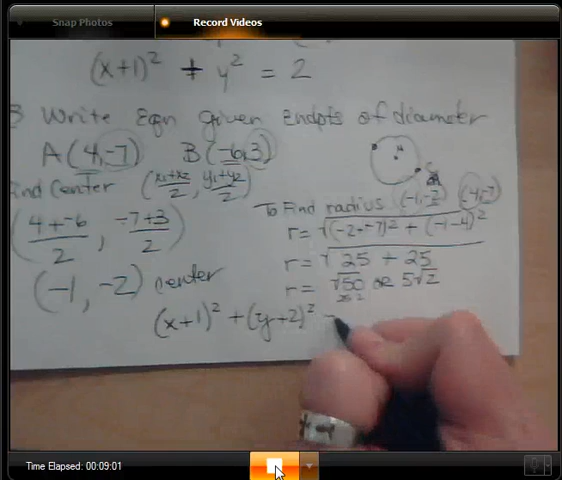 Snap Photos
Record Videos
(x+1)² + y² = 2
Write Eqn given Endpts of diameter
A(4,-7) B(-6,3)
ind Center (x₁+x₂/2, y₁+y₂/2)
(4+-6/2, -7+3/2)
(-1,-2) center
To Find radius (-1,-2) (4,-7)
r = √(-2--7)² + (-1-4)²
r = √25 + 25
r = √50 or 5√2
25 2
(x+1)² + (y+2)²
Time Elapsed: 00:09:01